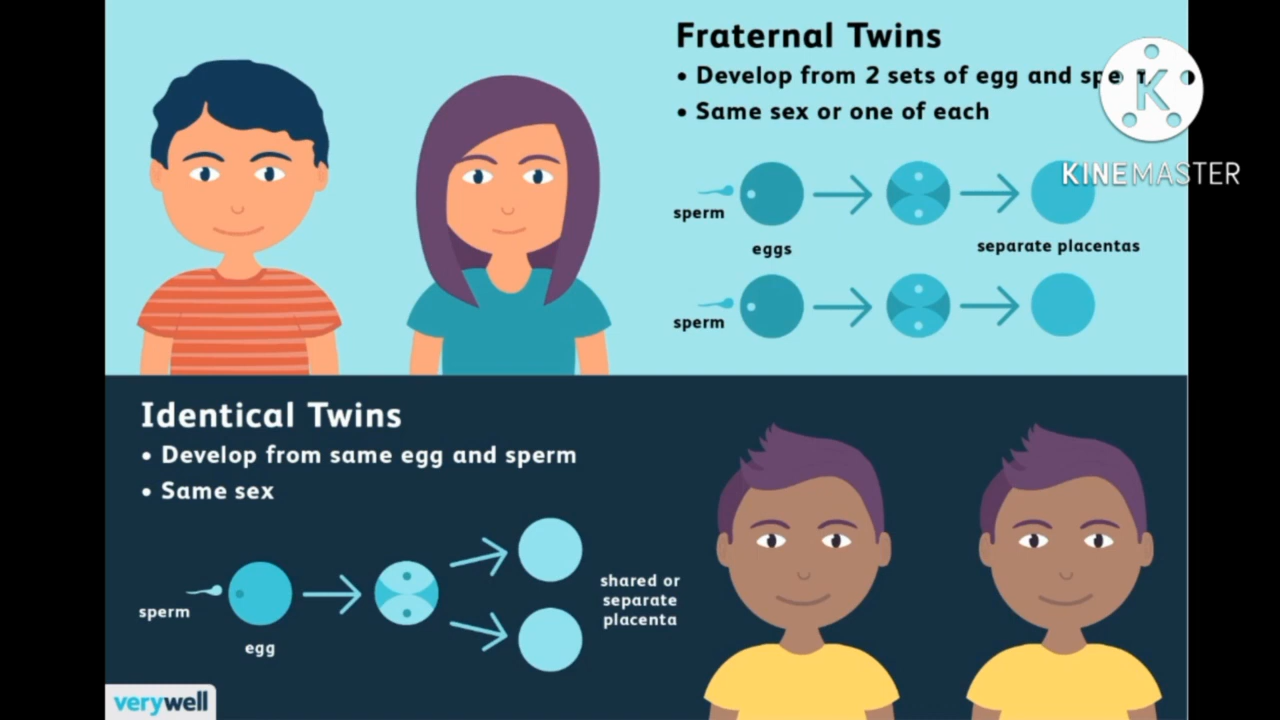 Fraternal Twins
• Develop from 2 sets of egg and
• Same sex or one of each
K
KINEMASTER
sperm
eggs
separate placentas
sperm
Identical Twins
• Develop from same egg and sperm
• Same sex
shared or
separate
placenta
sperm
egg
verywell